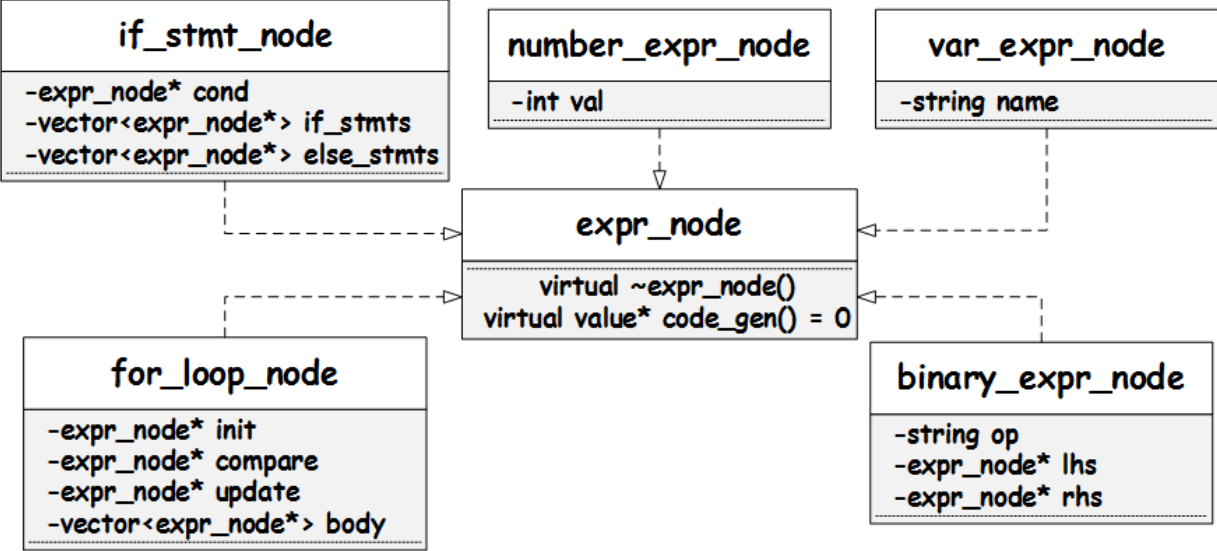 if_stmt_node
-expr_node* cond
-vector<expr_node*> if_stmts
-vector<expr_node*> else_stmts
number_expr_node
-int val
var_expr_node
-string name
expr_node
virtual ~expr_node()
virtual value* code_gen() = 0
for_loop_node
-expr_node* init
-expr_node* compare
-expr_node* update
-vector<expr_node*> body
binary_expr_node
-string op
-expr_node* lhs
-expr_node* rhs